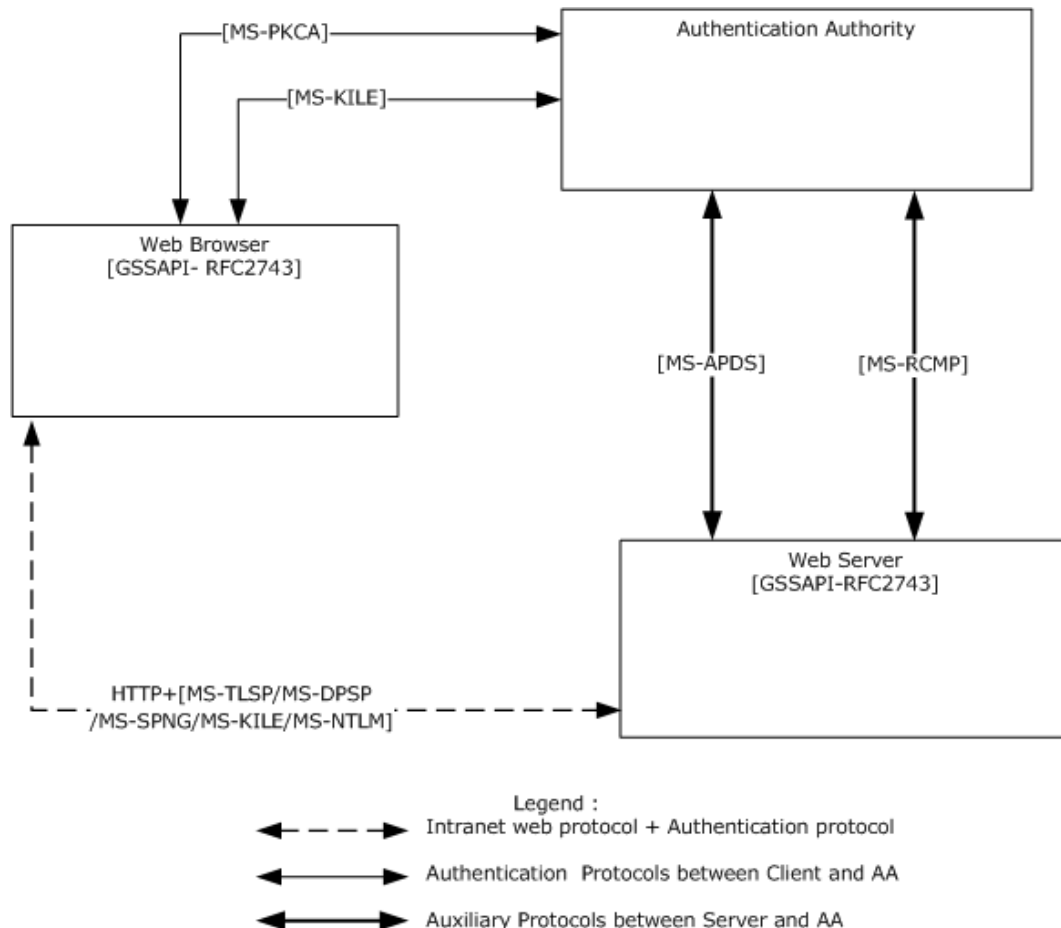 [MS-PKCA]
Authentication Authority
[MS-KILE]
Web Browser
[GSSAPI- RFC2743]
[MS-APDS]
[MS-RCMP]
Web Server
[GSSAPI-RFC2743]
HTTP+[MS-TLSP/MS-DPSP
/MS-SPNG/MS-KILE/MS-NTLM]
Legend :
Intranet web protocol + Authentication protocol
Authentication Protocols between Client and AA
Auxiliary Protocols between Server and AA